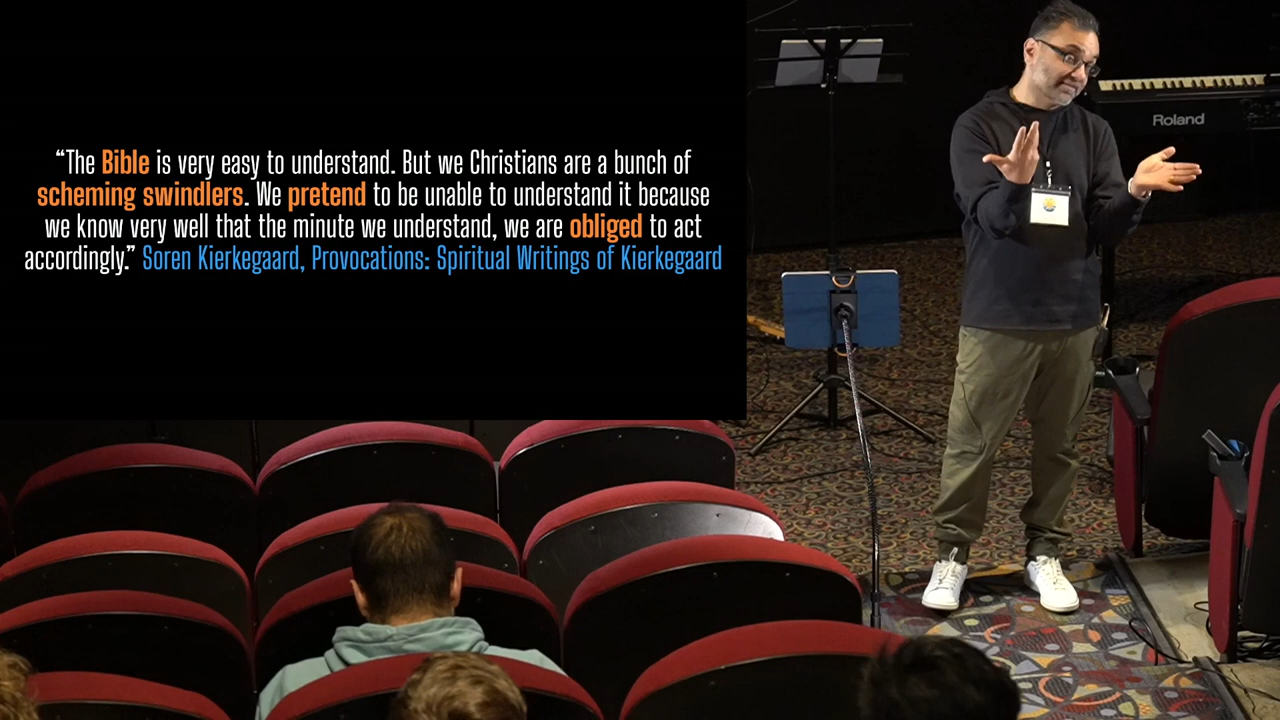 “The Bible is very easy to understand. But we Christians are a bunch of
scheming swindlers. We pretend to be unable to understand it because
we know very well that the minute we understand, we are obliged to act
accordingly.” Soren Kierkegaard, Provocations: Spiritual Writings of Kierkegaard
Roland